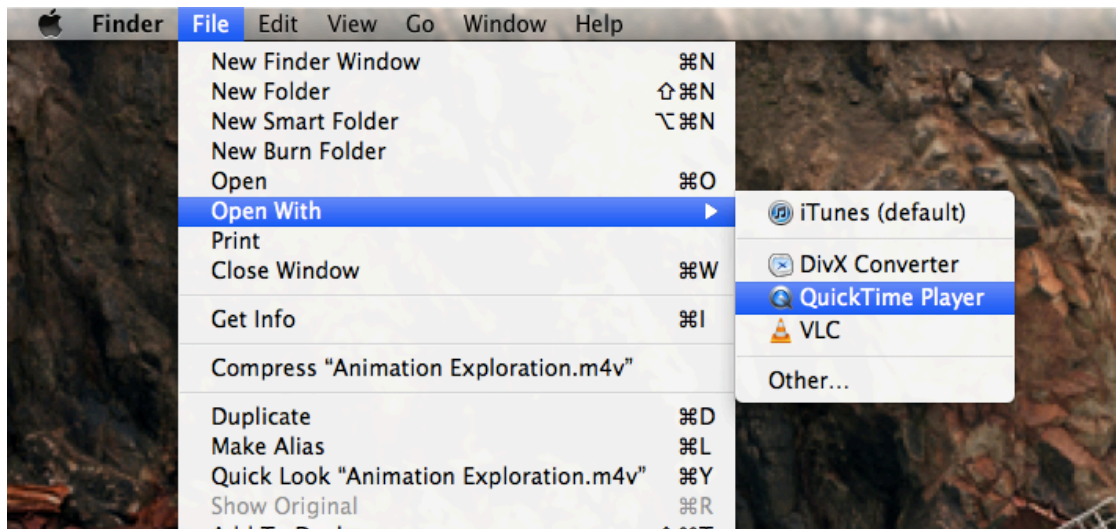 Finder File Edit View Go Window Help
New Finder Window ⌘N
New Folder ⇧⌘N
New Smart Folder ⌥⌘N
New Burn Folder
Open ⌘O
Open With ▶
Print
Close Window ⌘W
Get Info ⌘I
Compress “Animation Exploration.m4v”
Duplicate ⌘D
Make Alias ⌘L
Quick Look “Animation Exploration.m4v” ⌘Y
Show Original ⌘R
iTunes (default)
DivX Converter
QuickTime Player
VLC
Other...